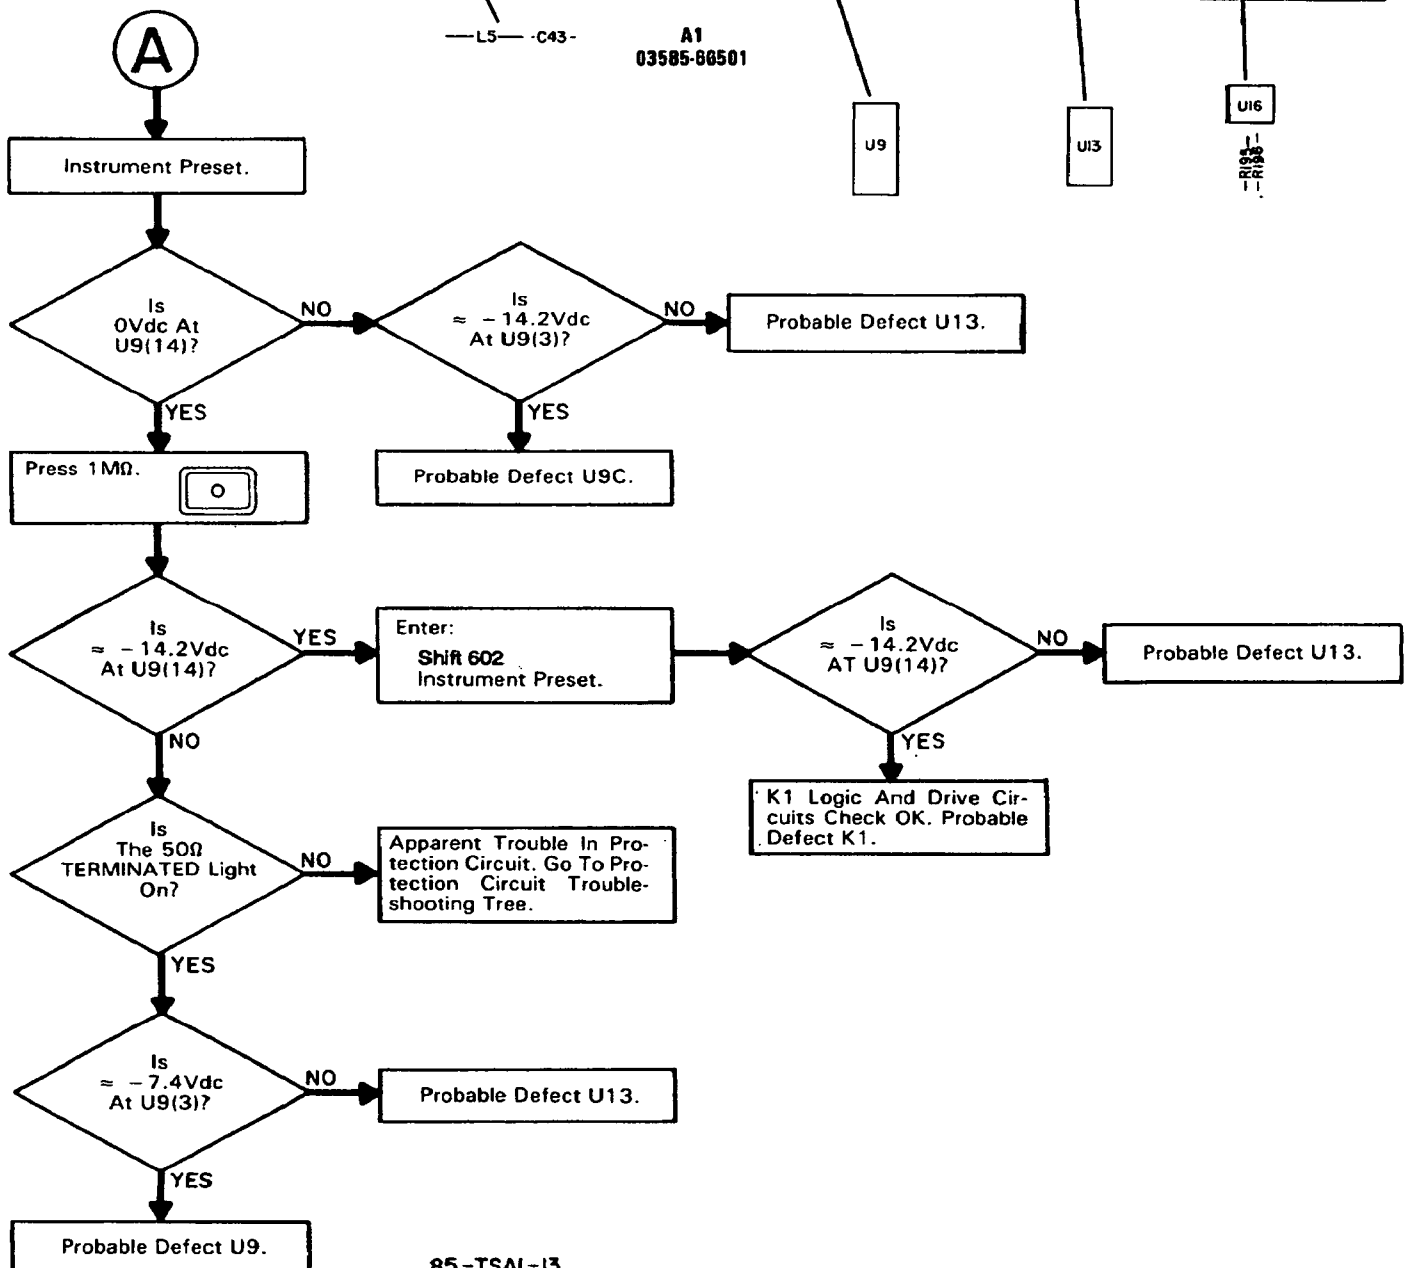 A
L5 -C43-
A1
03585-66501
U9
U13
U16
-R195-
-R196-
Instrument Preset.
Is
0Vdc At
U9(14)?
NO
Is
≈ -14.2Vdc
At U9(3)?
NO
Probable Defect U13.
YES
YES
Press 1MΩ.
Probable Defect U9C.
Is
≈ -14.2Vdc
At U9(14)?
YES
Enter:
Shift 602
Instrument Preset.
Is
≈ -14.2Vdc
AT U9(14)?
NO
Probable Defect U13.
NO
YES
K1 Logic And Drive Cir-
cuits Check OK. Probable
Defect K1.
Is
The 50Ω
TERMINATED Light
On?
NO
Apparent Trouble In Pro-
tection Circuit. Go To Pro-
tection Circuit Trouble-
shooting Tree.
YES
Is
≈ -7.4Vdc
At U9(3)?
NO
Probable Defect U13.
YES
Probable Defect U9.
85-TSAL-13